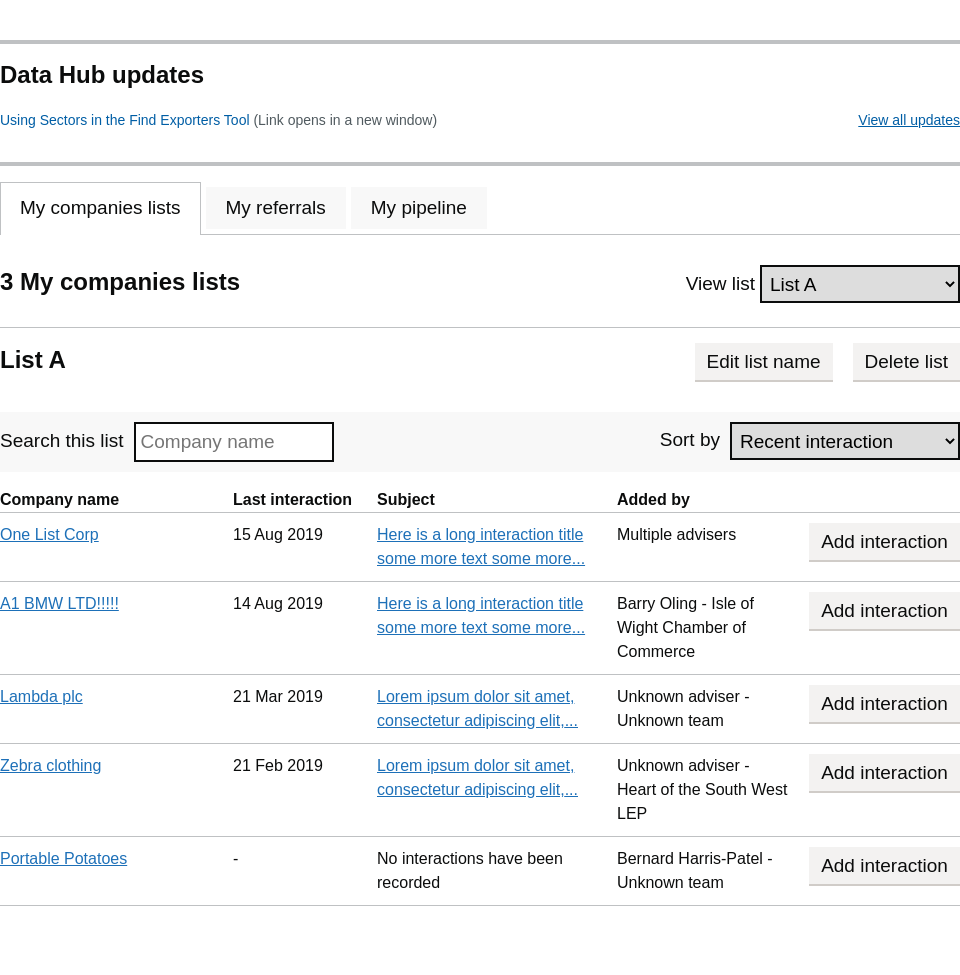 Data Hub updates
Using Sectors in the Find Exporters Tool (Link opens in a new window) View all updates
My companies lists My referrals My pipeline
3 My companies lists View list List A
List A Edit list name Delete list
Search this list Company name Sort by Recent interaction
Company name Last interaction Subject Added by
One List Corp 15 Aug 2019 Here is a long interaction title Multiple advisers Add interaction
some more text some more...
A1 BMW LTD!!!!! 14 Aug 2019 Here is a long interaction title Barry Oling - Isle of Add interaction
some more text some more... Wight Chamber of
Commerce
Lambda plc 21 Mar 2019 Lorem ipsum dolor sit amet, Unknown adviser - Add interaction
consectetur adipiscing elit,... Unknown team
Zebra clothing 21 Feb 2019 Lorem ipsum dolor sit amet, Unknown adviser - Add interaction
consectetur adipiscing elit,... Heart of the South West
LEP
Portable Potatoes - No interactions have been Bernard Harris-Patel - Add interaction
recorded Unknown team